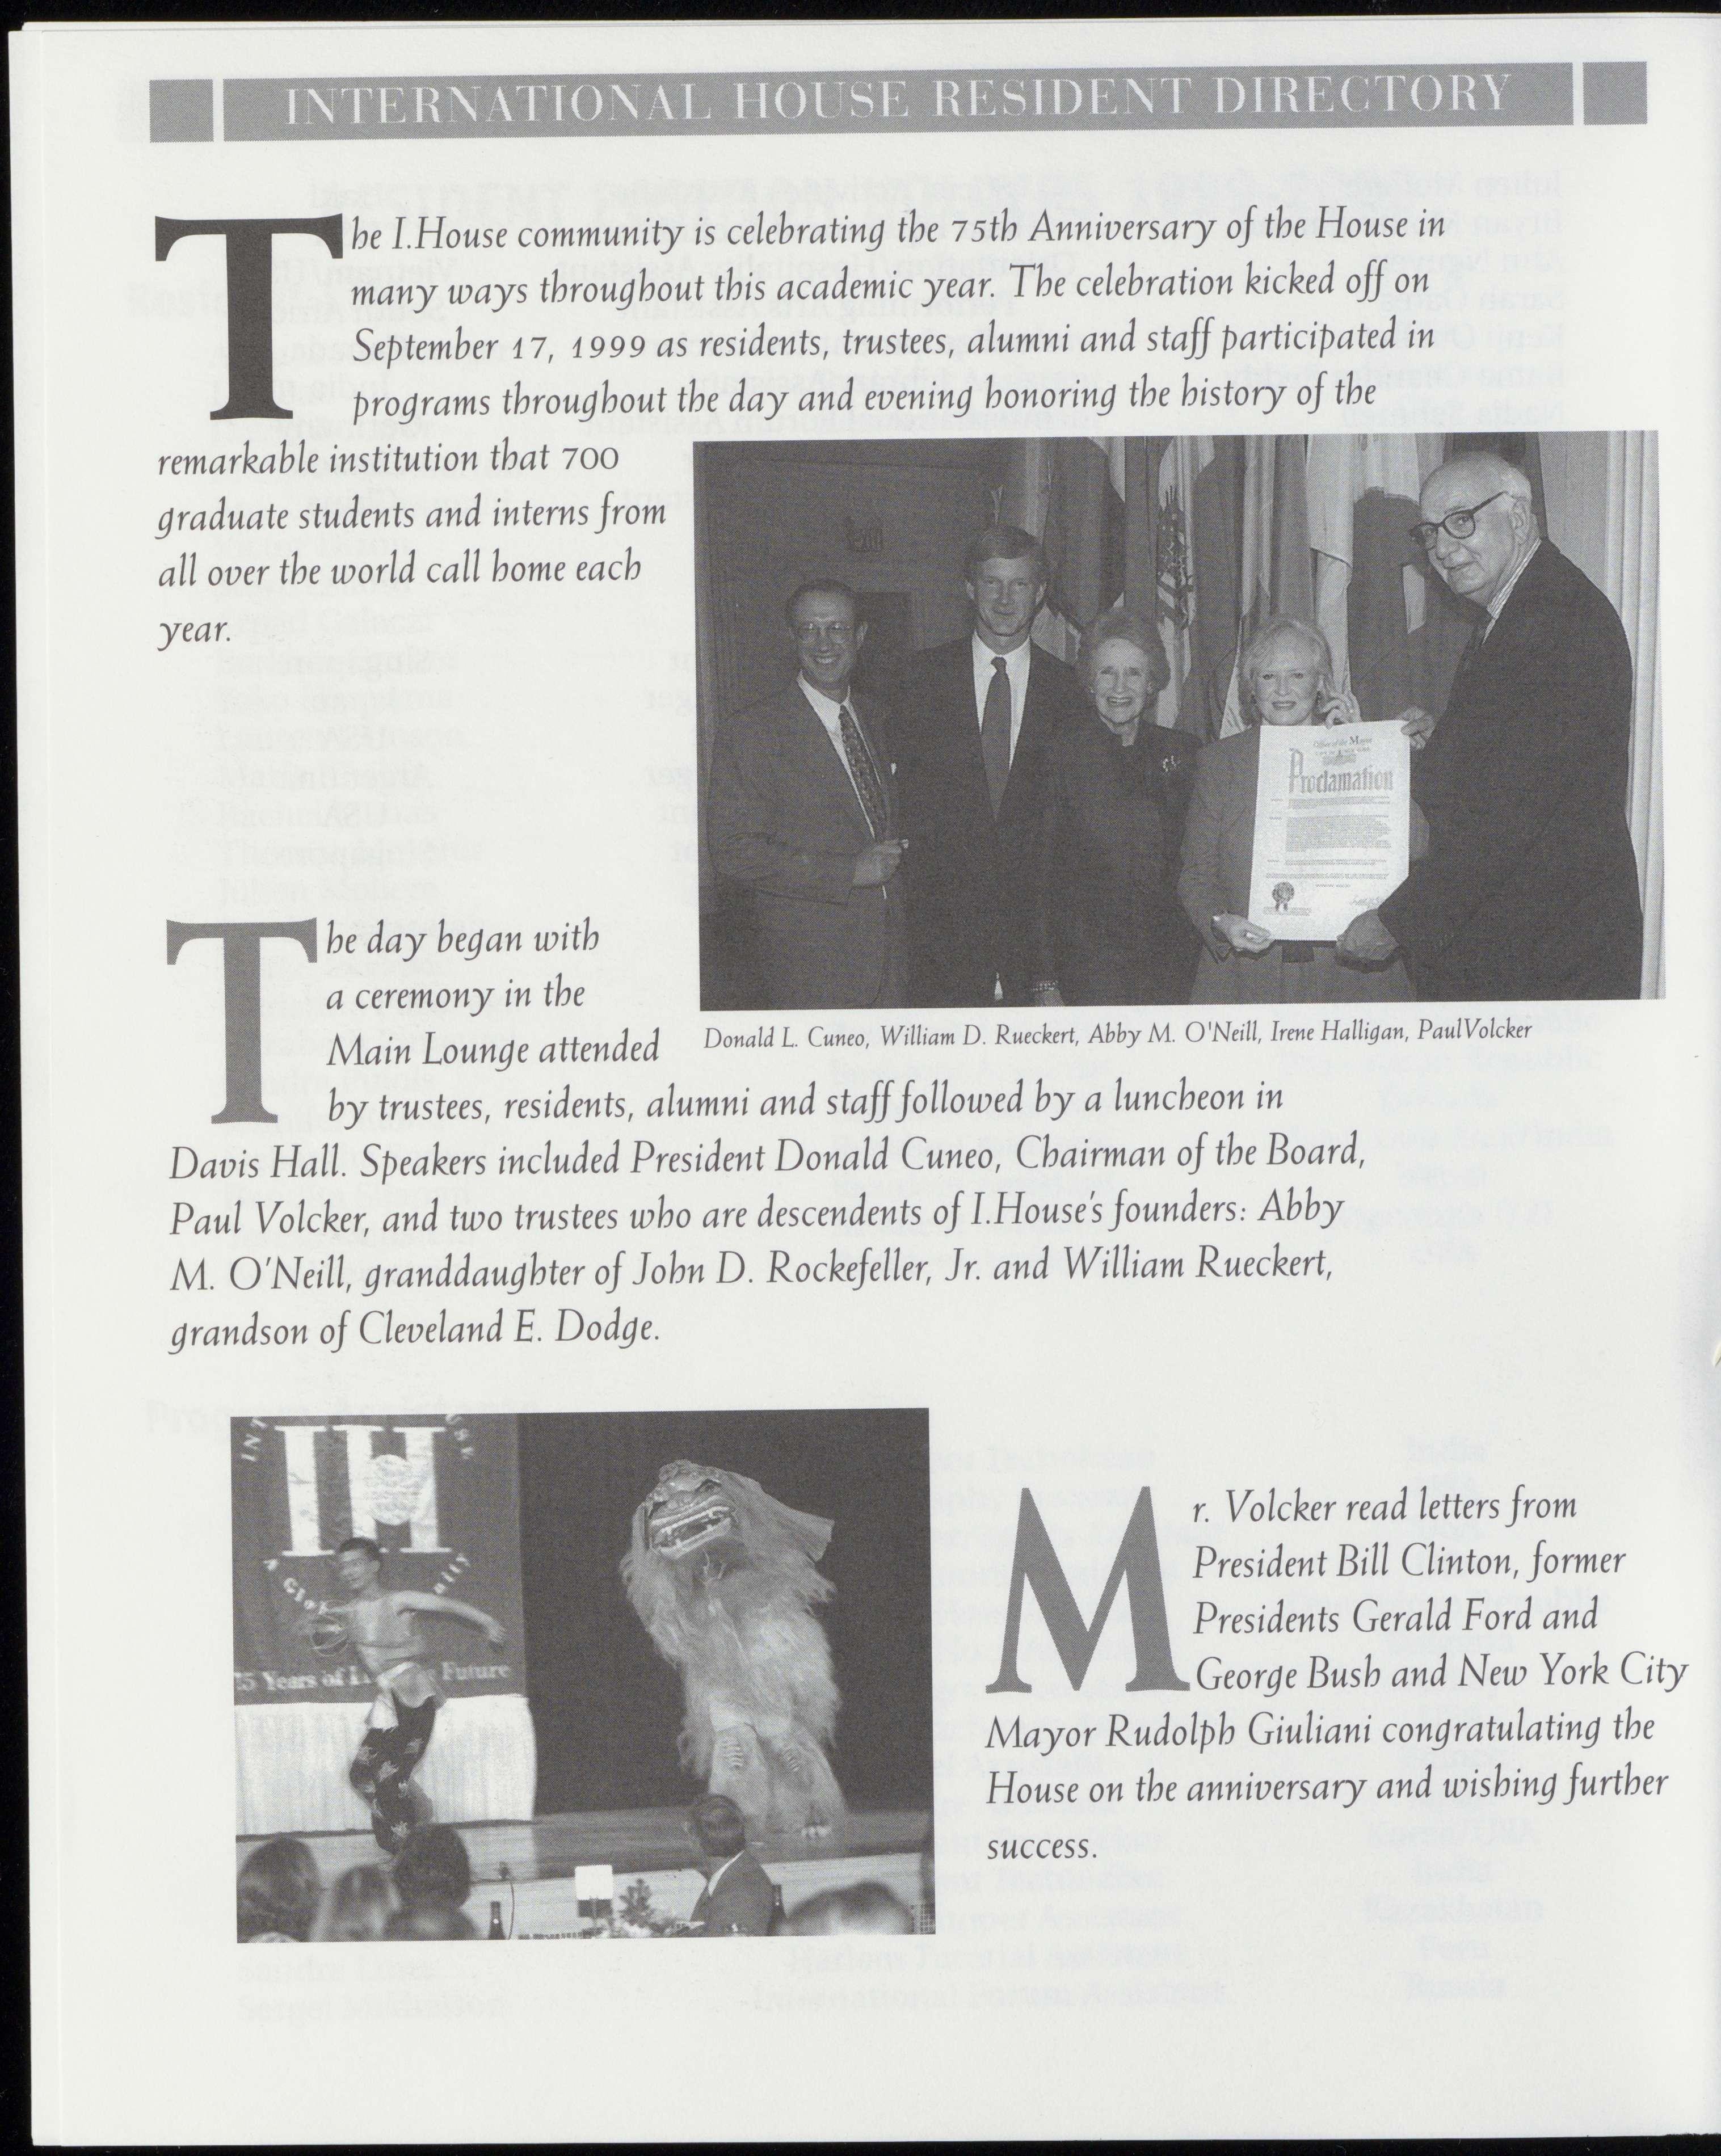 INTERNATIONAL HOUSE RESIDENT DIRECTORY
The I.House community is celebrating the 75th Anniversary of the House in
many ways throughout this academic year. The celebration kicked off on
September 17, 1999 as residents, trustees, alumni and staff participated in
programs throughout the day and evening honoring the history of the
remarkable institution that 700
graduate students and interns from
all over the world call home each
year.
Office of the Mayor
Proclamation
Donald L. Cuneo, William D. Rueckert, Abby M. O'Neill, Irene Halligan, PaulVolcker
The day began with
a ceremony in the
Main Lounge attended
by trustees, residents, alumni and staff followed by a luncheon in
Davis Hall. Speakers included President Donald Cuneo, Chairman of the Board,
Paul Volcker, and two trustees who are descendents of I.House's founders: Abby
M. O'Neill, granddaughter of John D. Rockefeller, Jr. and William Rueckert,
grandson of Cleveland E. Dodge.
IH
75 Years of Future
Mr. Volcker read letters from
President Bill Clinton, former
Presidents Gerald Ford and
George Bush and New York City
Mayor Rudolph Giuliani congratulating the
House on the anniversary and wishing further
success.